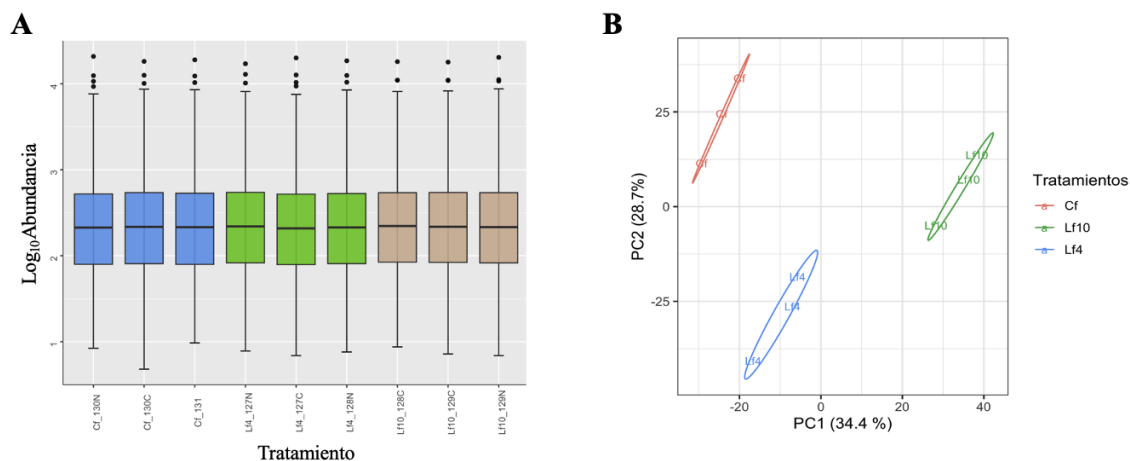 A
Log₁₀Abundancia
4
3
2
1
Cf_130N
Cf_130C
Cf_131
Lf4_127N
Lf4_127C
Lf4_128N
Lf10_128C
Lf10_129C
Lf10_129N
Tratamiento
B
PC2 (28.7%)
25
0
-25
Cf
Cf
Cf
Lf10
Lf10
Lf10
Lf4
Lf4
Lf4
-20
0
20
40
PC1 (34.4 %)
Tratamientos
a Cf
a Lf10
a Lf4